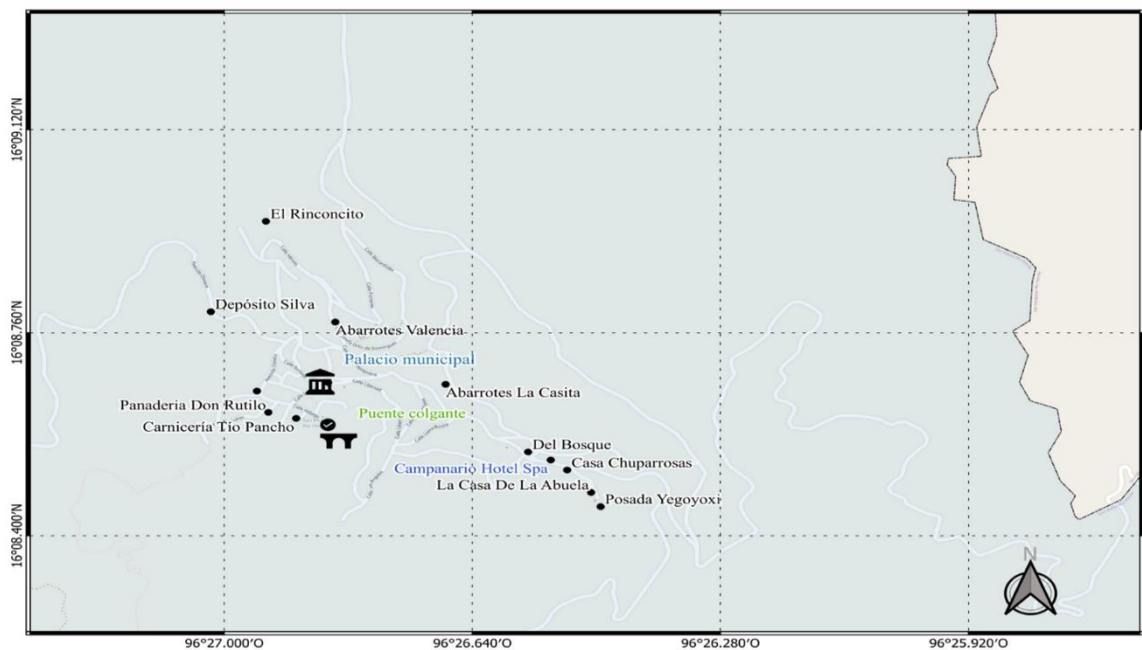 16°09.120'N
El Rinconcito
Depósito Silva
16°08.760'N
Abarrotes Valencia
Palacio municipal
Abarrotes La Casita
Panaderia Don Rutilo
Puente colgante
Carnicería Tío Pancho
Del Bosque
Campanario Hotel Spa
Casa Chuparrosas
La Casa De La Abuela
Posada Yegoyoxi
16°08.400'N
N
96°27.000'O
96°26.640'O
96°26.280'O
96°25.920'O